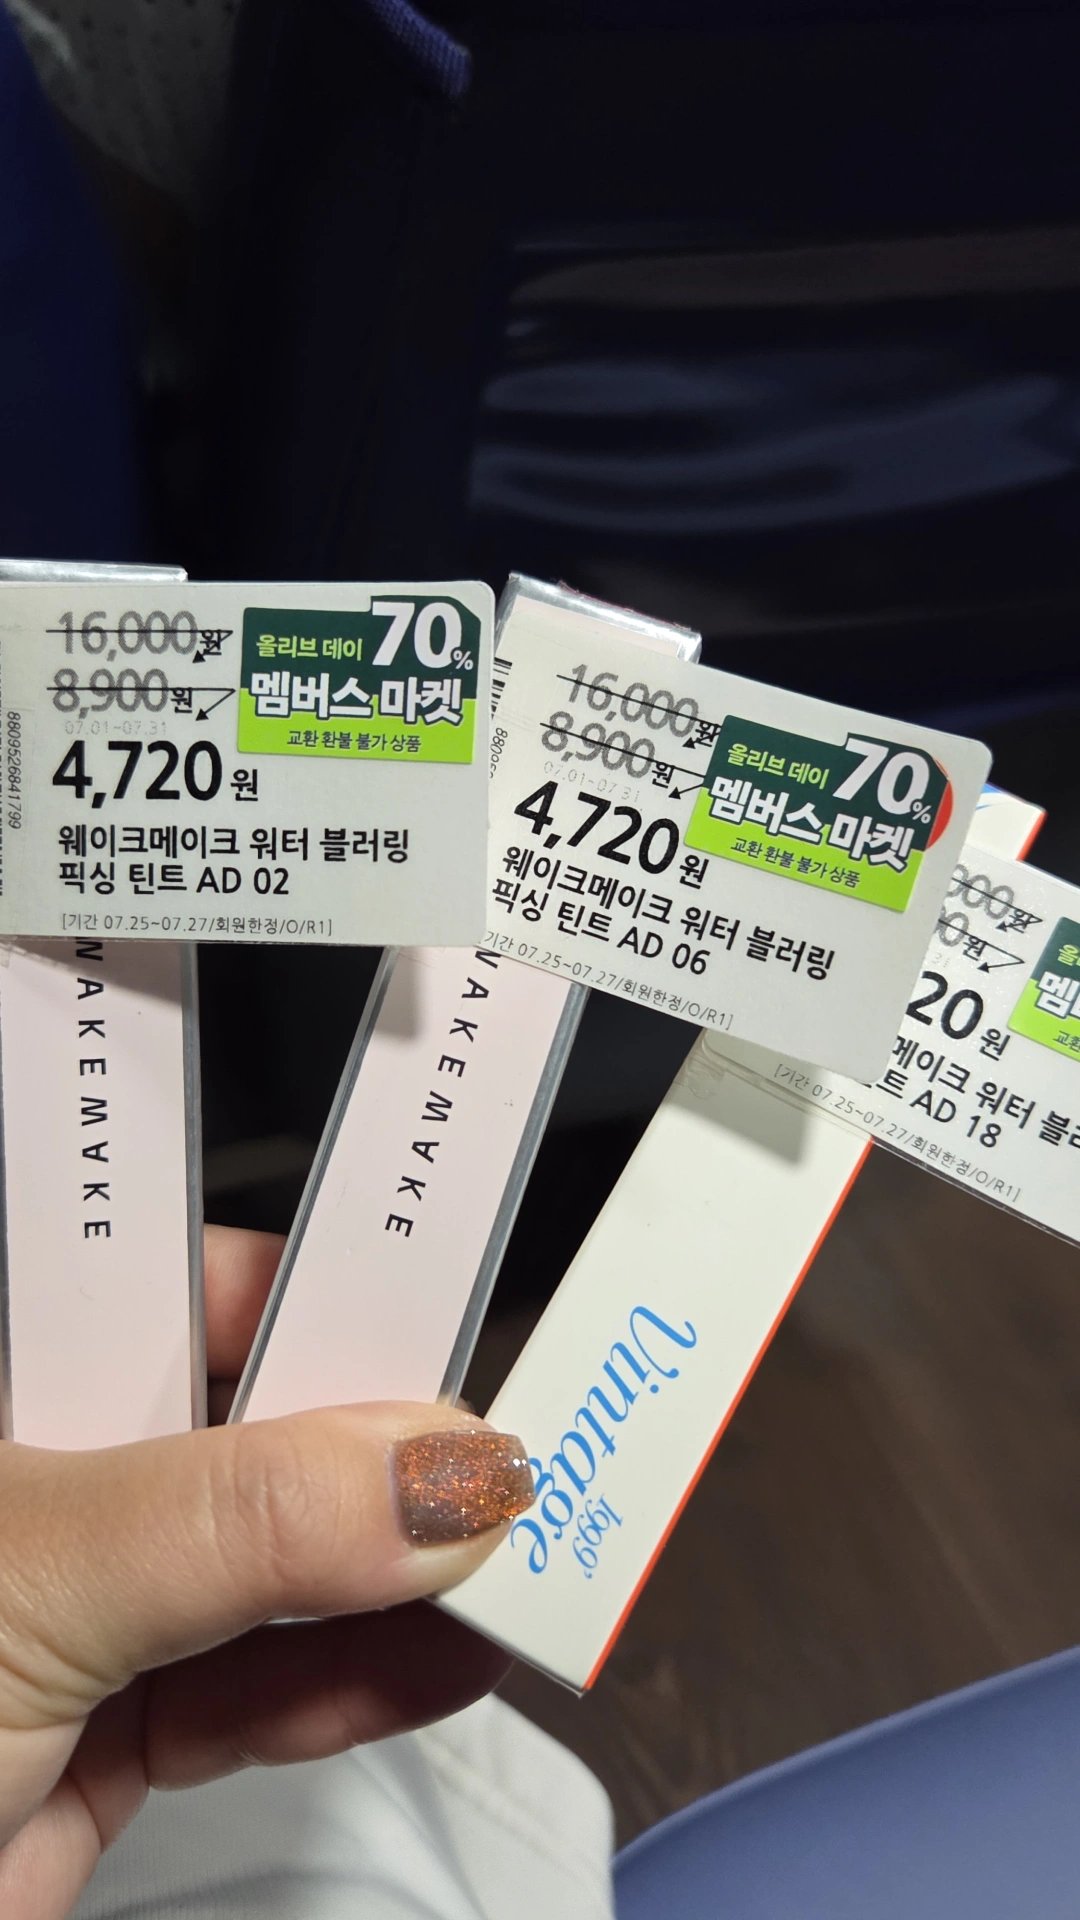 16,000원
8,900원
07.01~07.31
4,720원
올리브 데이 70%
멤버스 마켓
교환 환불 불가 상품
웨이크메이크 워터 블러링
픽싱 틴트 AD 02
[기간 07.25~07.27/회원한정/O/R1]
8809526841799
WAKEMAKE
16,000원
8,900원
07.01~07.31
4,720원
올리브 데이 70%
멤버스 마켓
교환 환불 불가 상품
웨이크메이크 워터 블러링
픽싱 틴트 AD 06
기간 07.25~07.27/회원한정/O/R1]
WAKEMAKE
000원
0원
31
20원
메이크 워터 블
트 AD 18
[기간 07.25~07.27/회원한정/O/R1]
Vintage
1999'